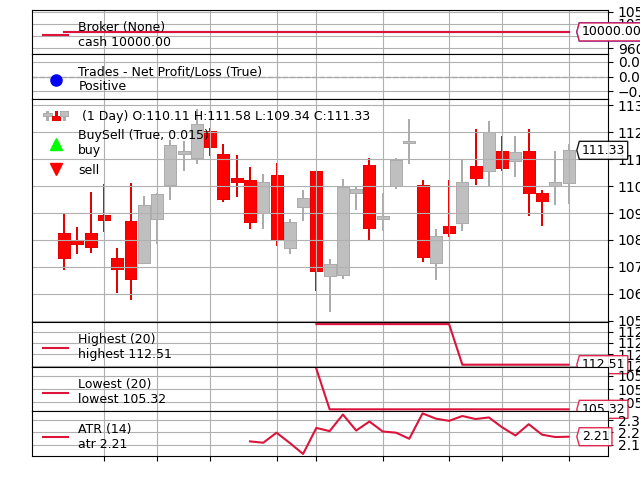 Broker (None)
cash 10000.00
10000.00
Trades - Net Profit/Loss (True)
Positive
(1 Day) O:110.11 H:111.58 L:109.34 C:111.33
BuySell (True, 0.015)
buy
sell
111.33
Highest (20)
highest 112.51
112.51
Lowest (20)
lowest 105.32
105.32
ATR (14)
atr 2.21
2.21